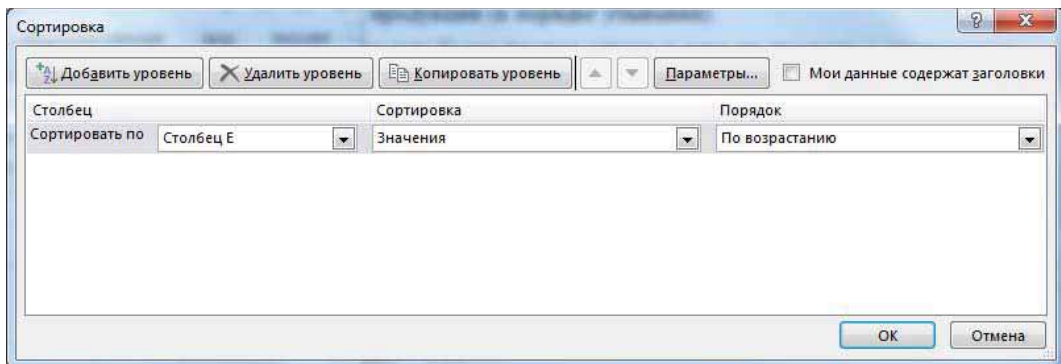 Сортировка
Добавить уровень Удалить уровень Копировать уровень Параметры... Мои данные содержат заголовки
Столбец Сортировка Порядок
Сортировать по Столбец E Значения По возрастанию
ОК Отмена